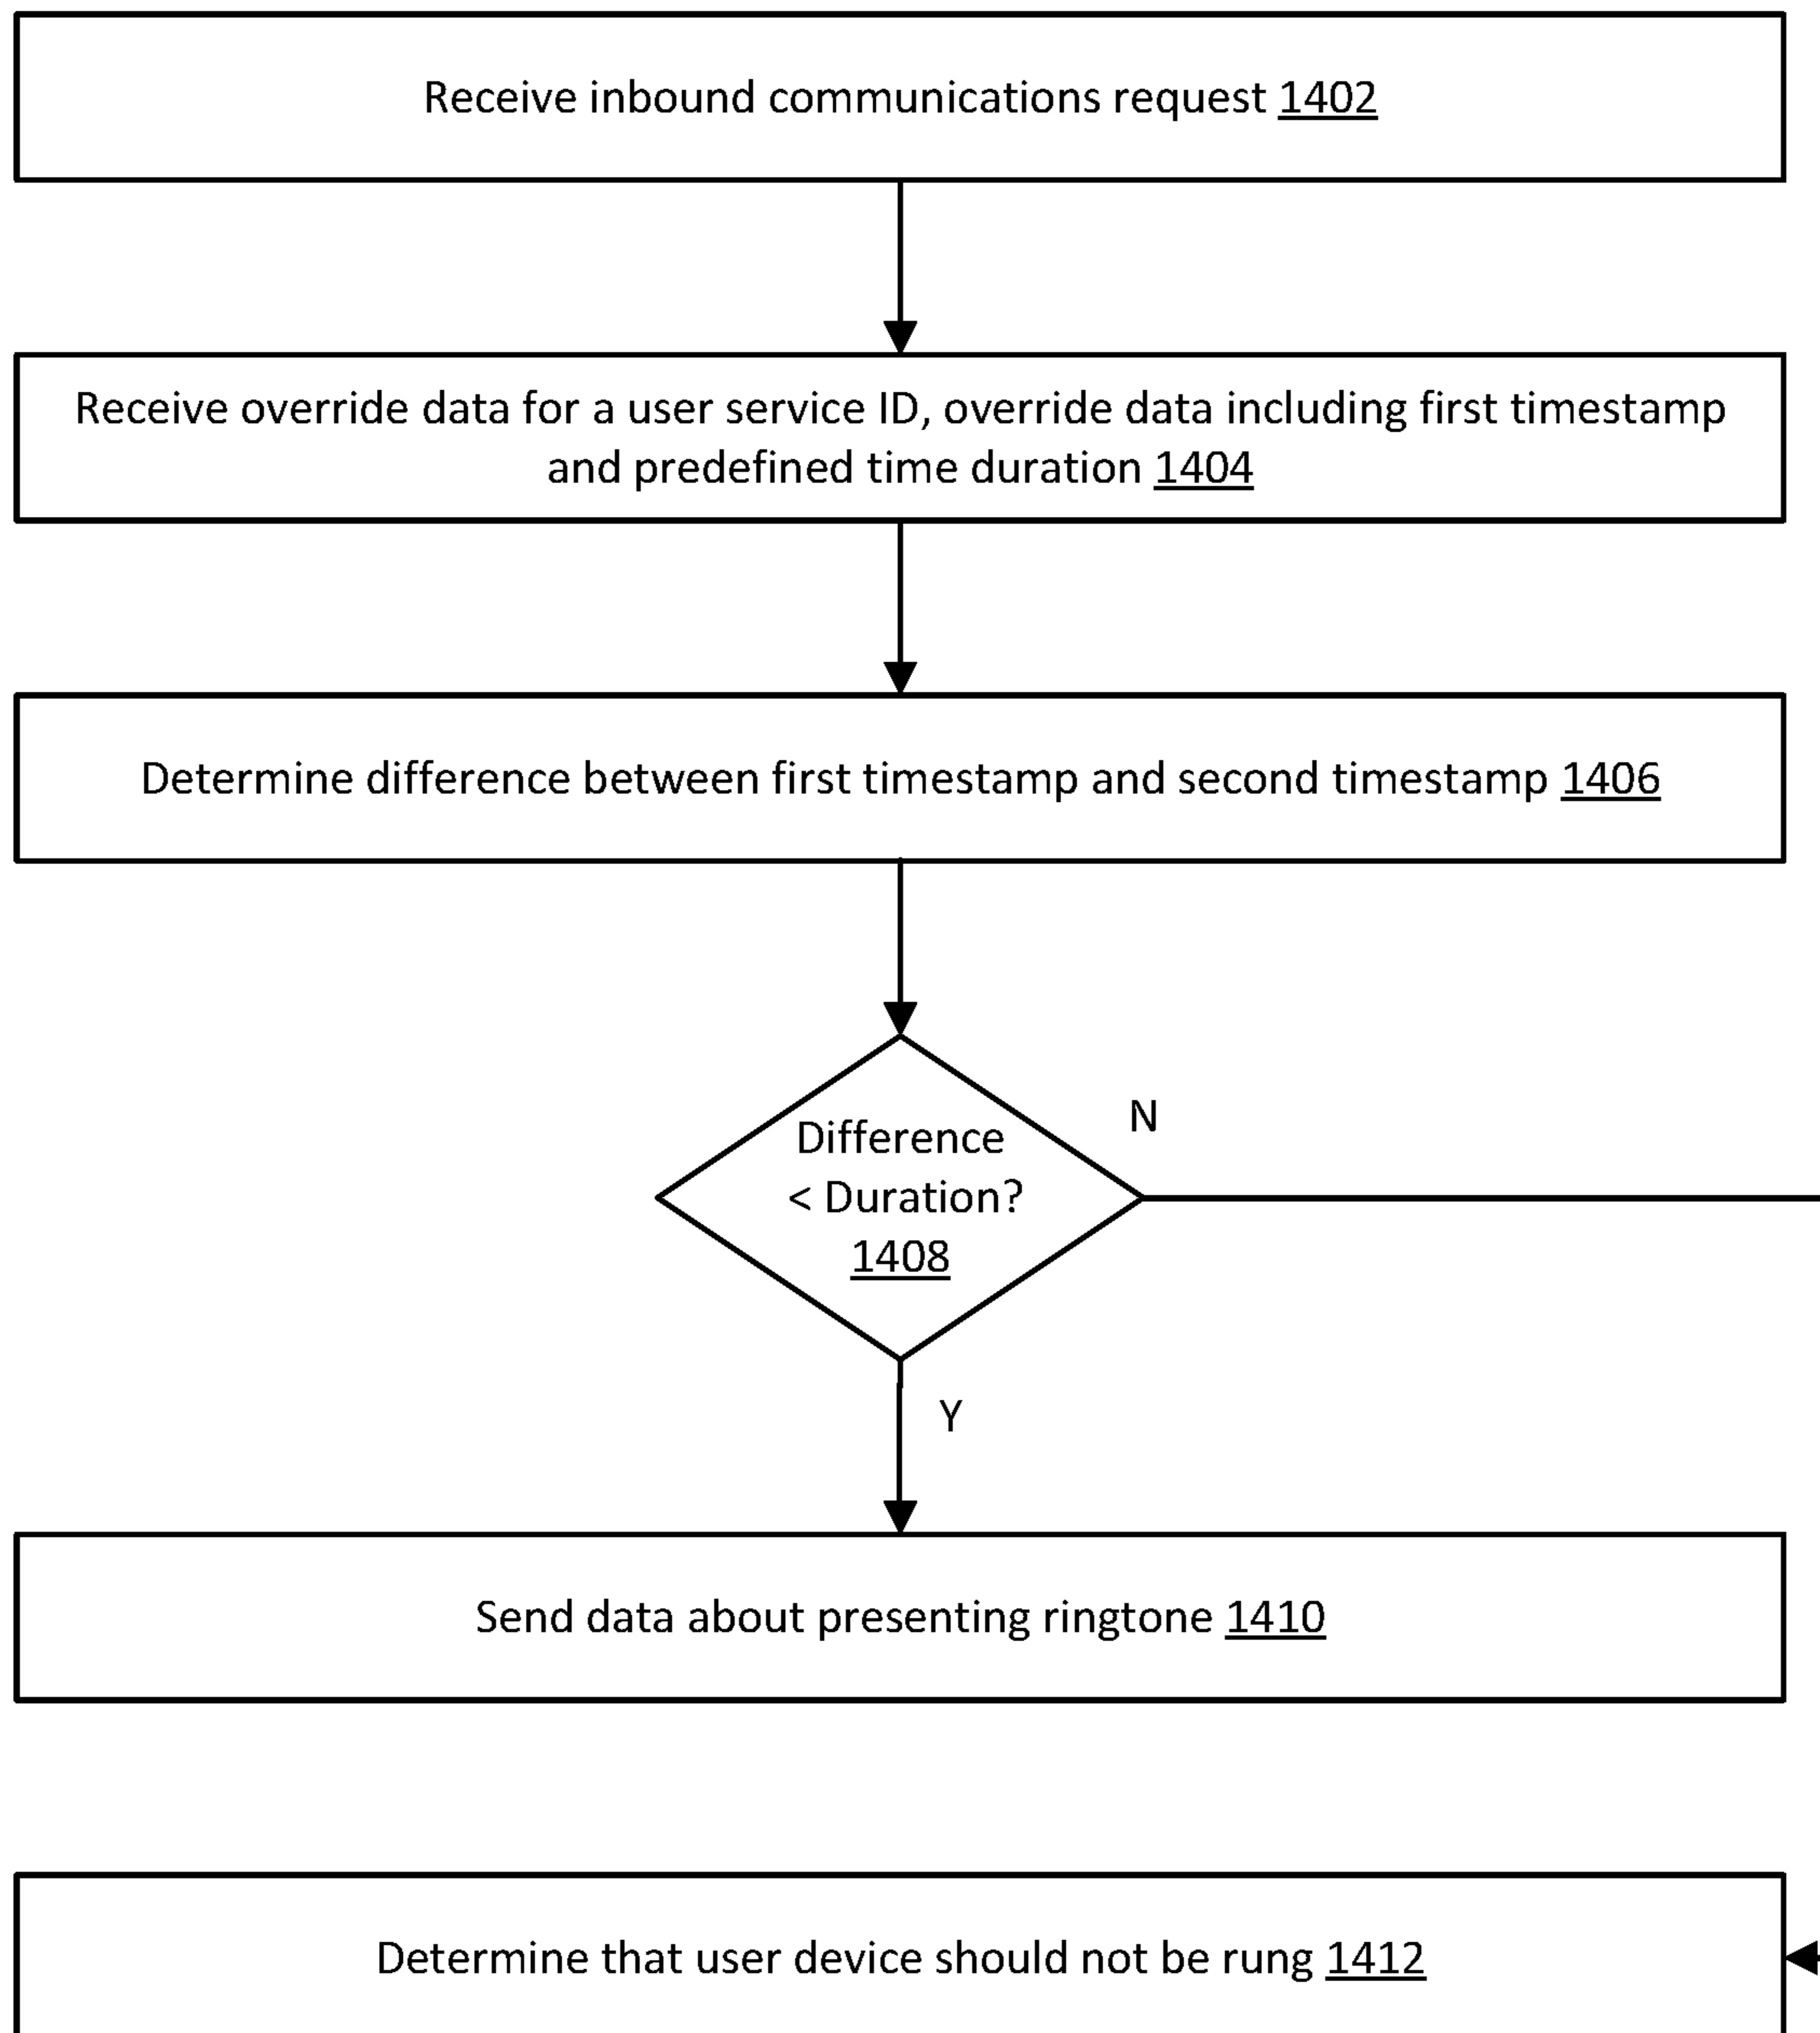 Receive inbound communications request 1402
Receive override data for a user service ID, override data including first timestamp
and predefined time duration 1404
Determine difference between first timestamp and second timestamp 1406
N
Difference
< Duration?
1408
Y
Send data about presenting ringtone 1410
Determine that user device should not be rung 1412